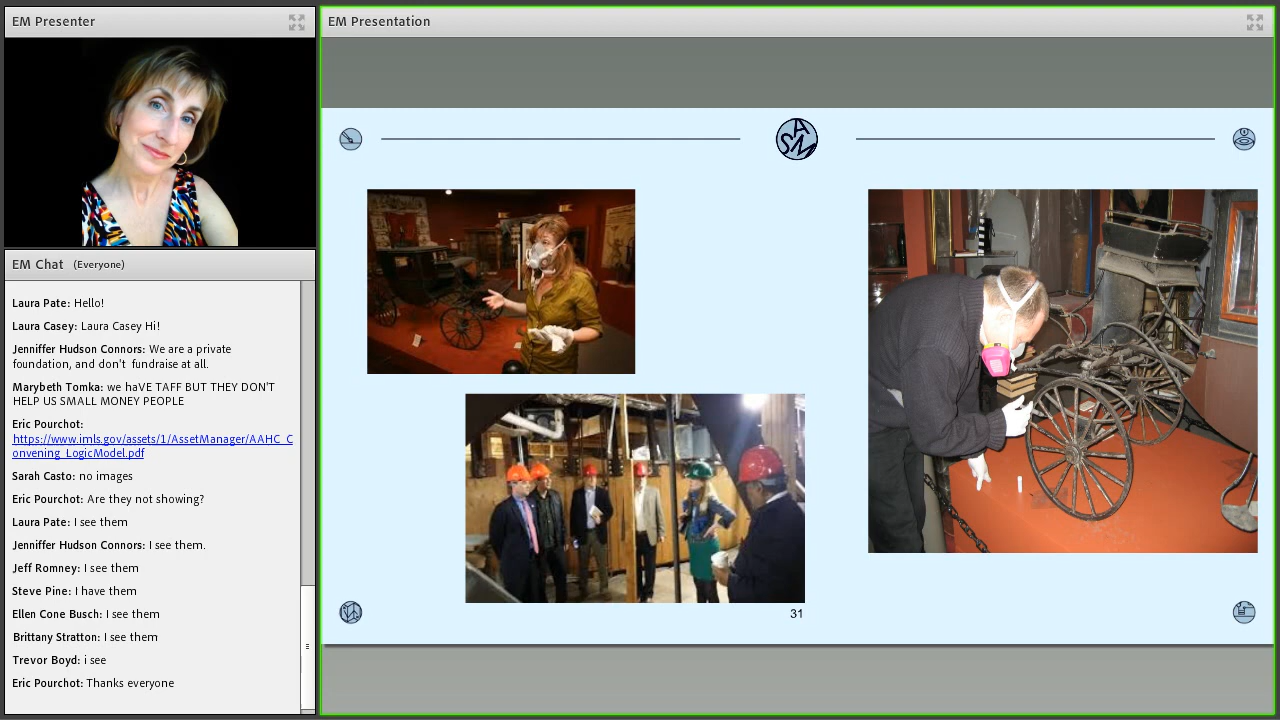 EM Presenter
EM Presentation
ASM
31
EM Chat (Everyone)
Laura Pate: Hello!
Laura Casey: Laura Casey Hi!
Jenniffer Hudson Connors: We are a private
foundation, and don't fundraise at all.
Marybeth Tomka: we haVE TAFF BUT THEY DON'T
HELP US SMALL MONEY PEOPLE
Eric Pourchot:
https://www.imls.gov/assets/1/AssetManager/AAHC_C
onvening_LogicModel.pdf
Sarah Casto: no images
Eric Pourchot: Are they not showing?
Laura Pate: I see them
Jenniffer Hudson Connors: I see them.
Jeff Romney: I see them
Steve Pine: I have them
Ellen Cone Busch: I see them
Brittany Stratton: I see them
Trevor Boyd: i see
Eric Pourchot: Thanks everyone